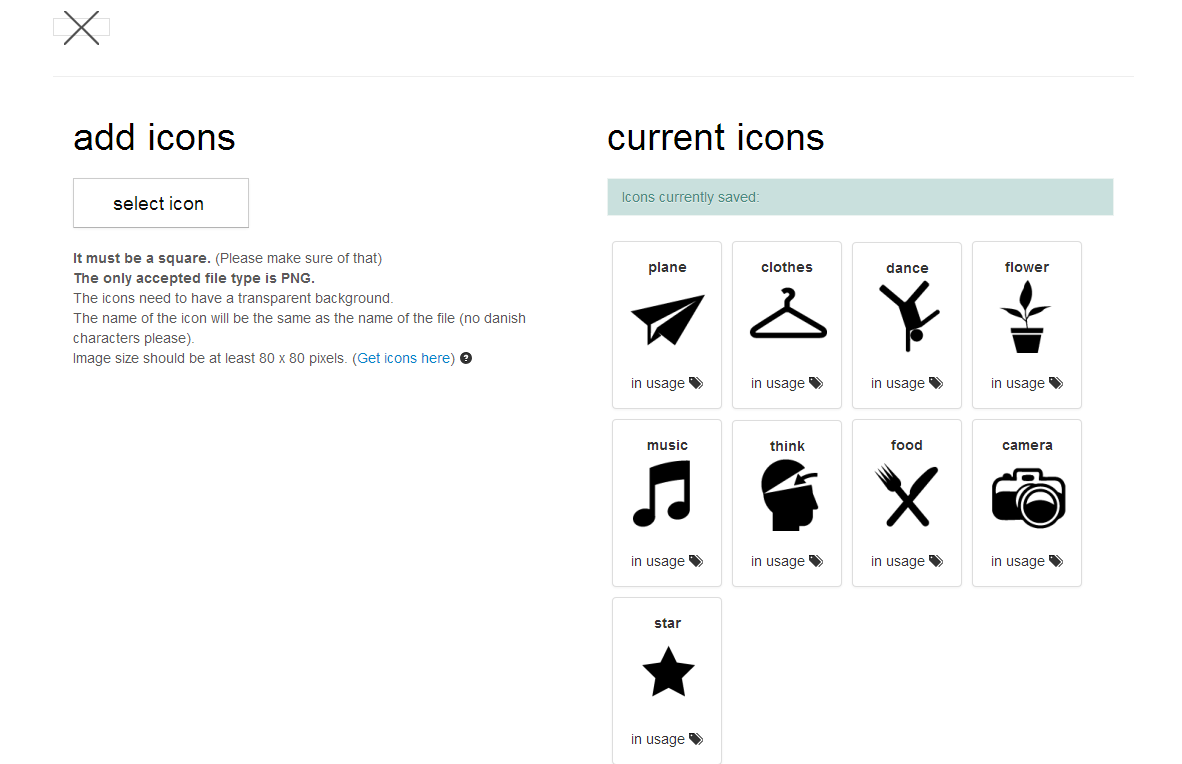 add icons
select icon
It must be a square. (Please make sure of that)
The only accepted file type is PNG.
The icons need to have a transparent background.
The name of the icon will be the same as the name of the file (no danish
characters please).
Image size should be at least 80 x 80 pixels. (Get icons here)
current icons
Icons currently saved:
plane
in usage
clothes
in usage
dance
in usage
flower
in usage
music
in usage
think
in usage
food
in usage
camera
in usage
star
in usage